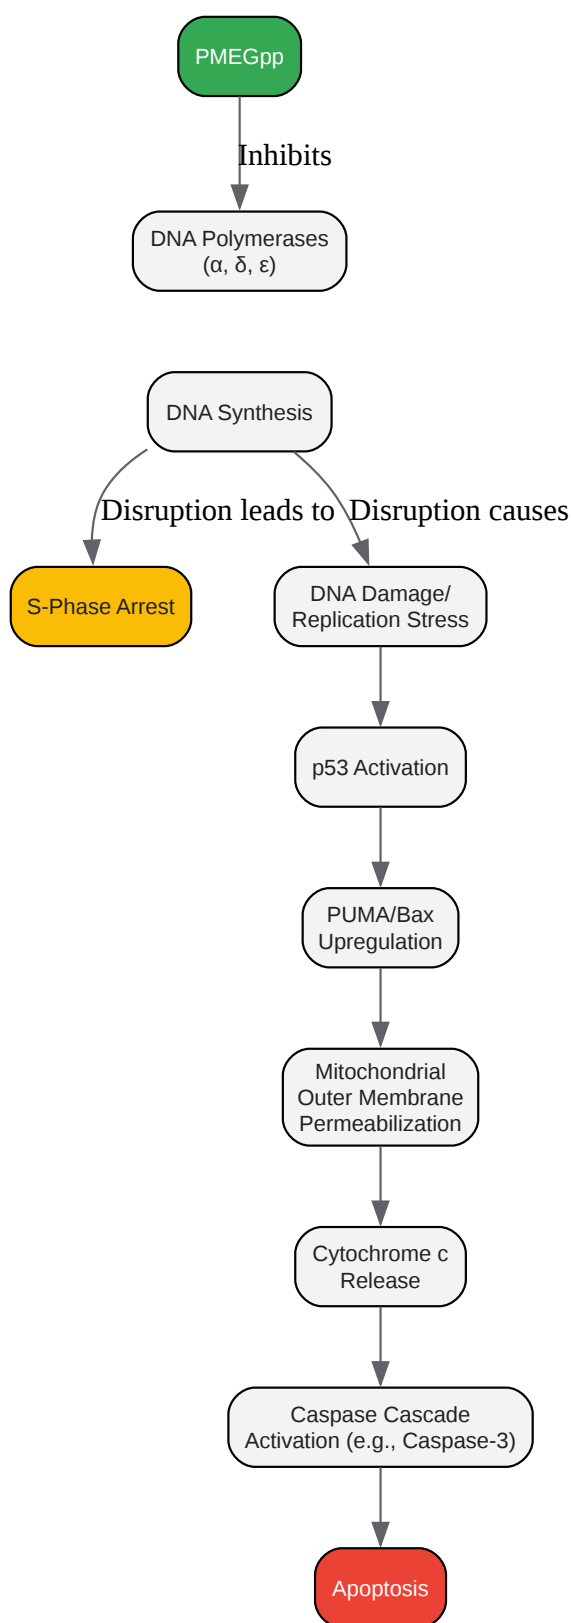 PMEGpp
Inhibits
DNA Polymerases
(α, δ, ε)
DNA Synthesis
Disruption leads to
Disruption causes
S-Phase Arrest
DNA Damage/
Replication Stress
p53 Activation
PUMA/Bax
Upregulation
Mitochondrial
Outer Membrane
Permeabilization
Cytochrome c
Release
Caspase Cascade
Activation (e.g., Caspase-3)
Apoptosis